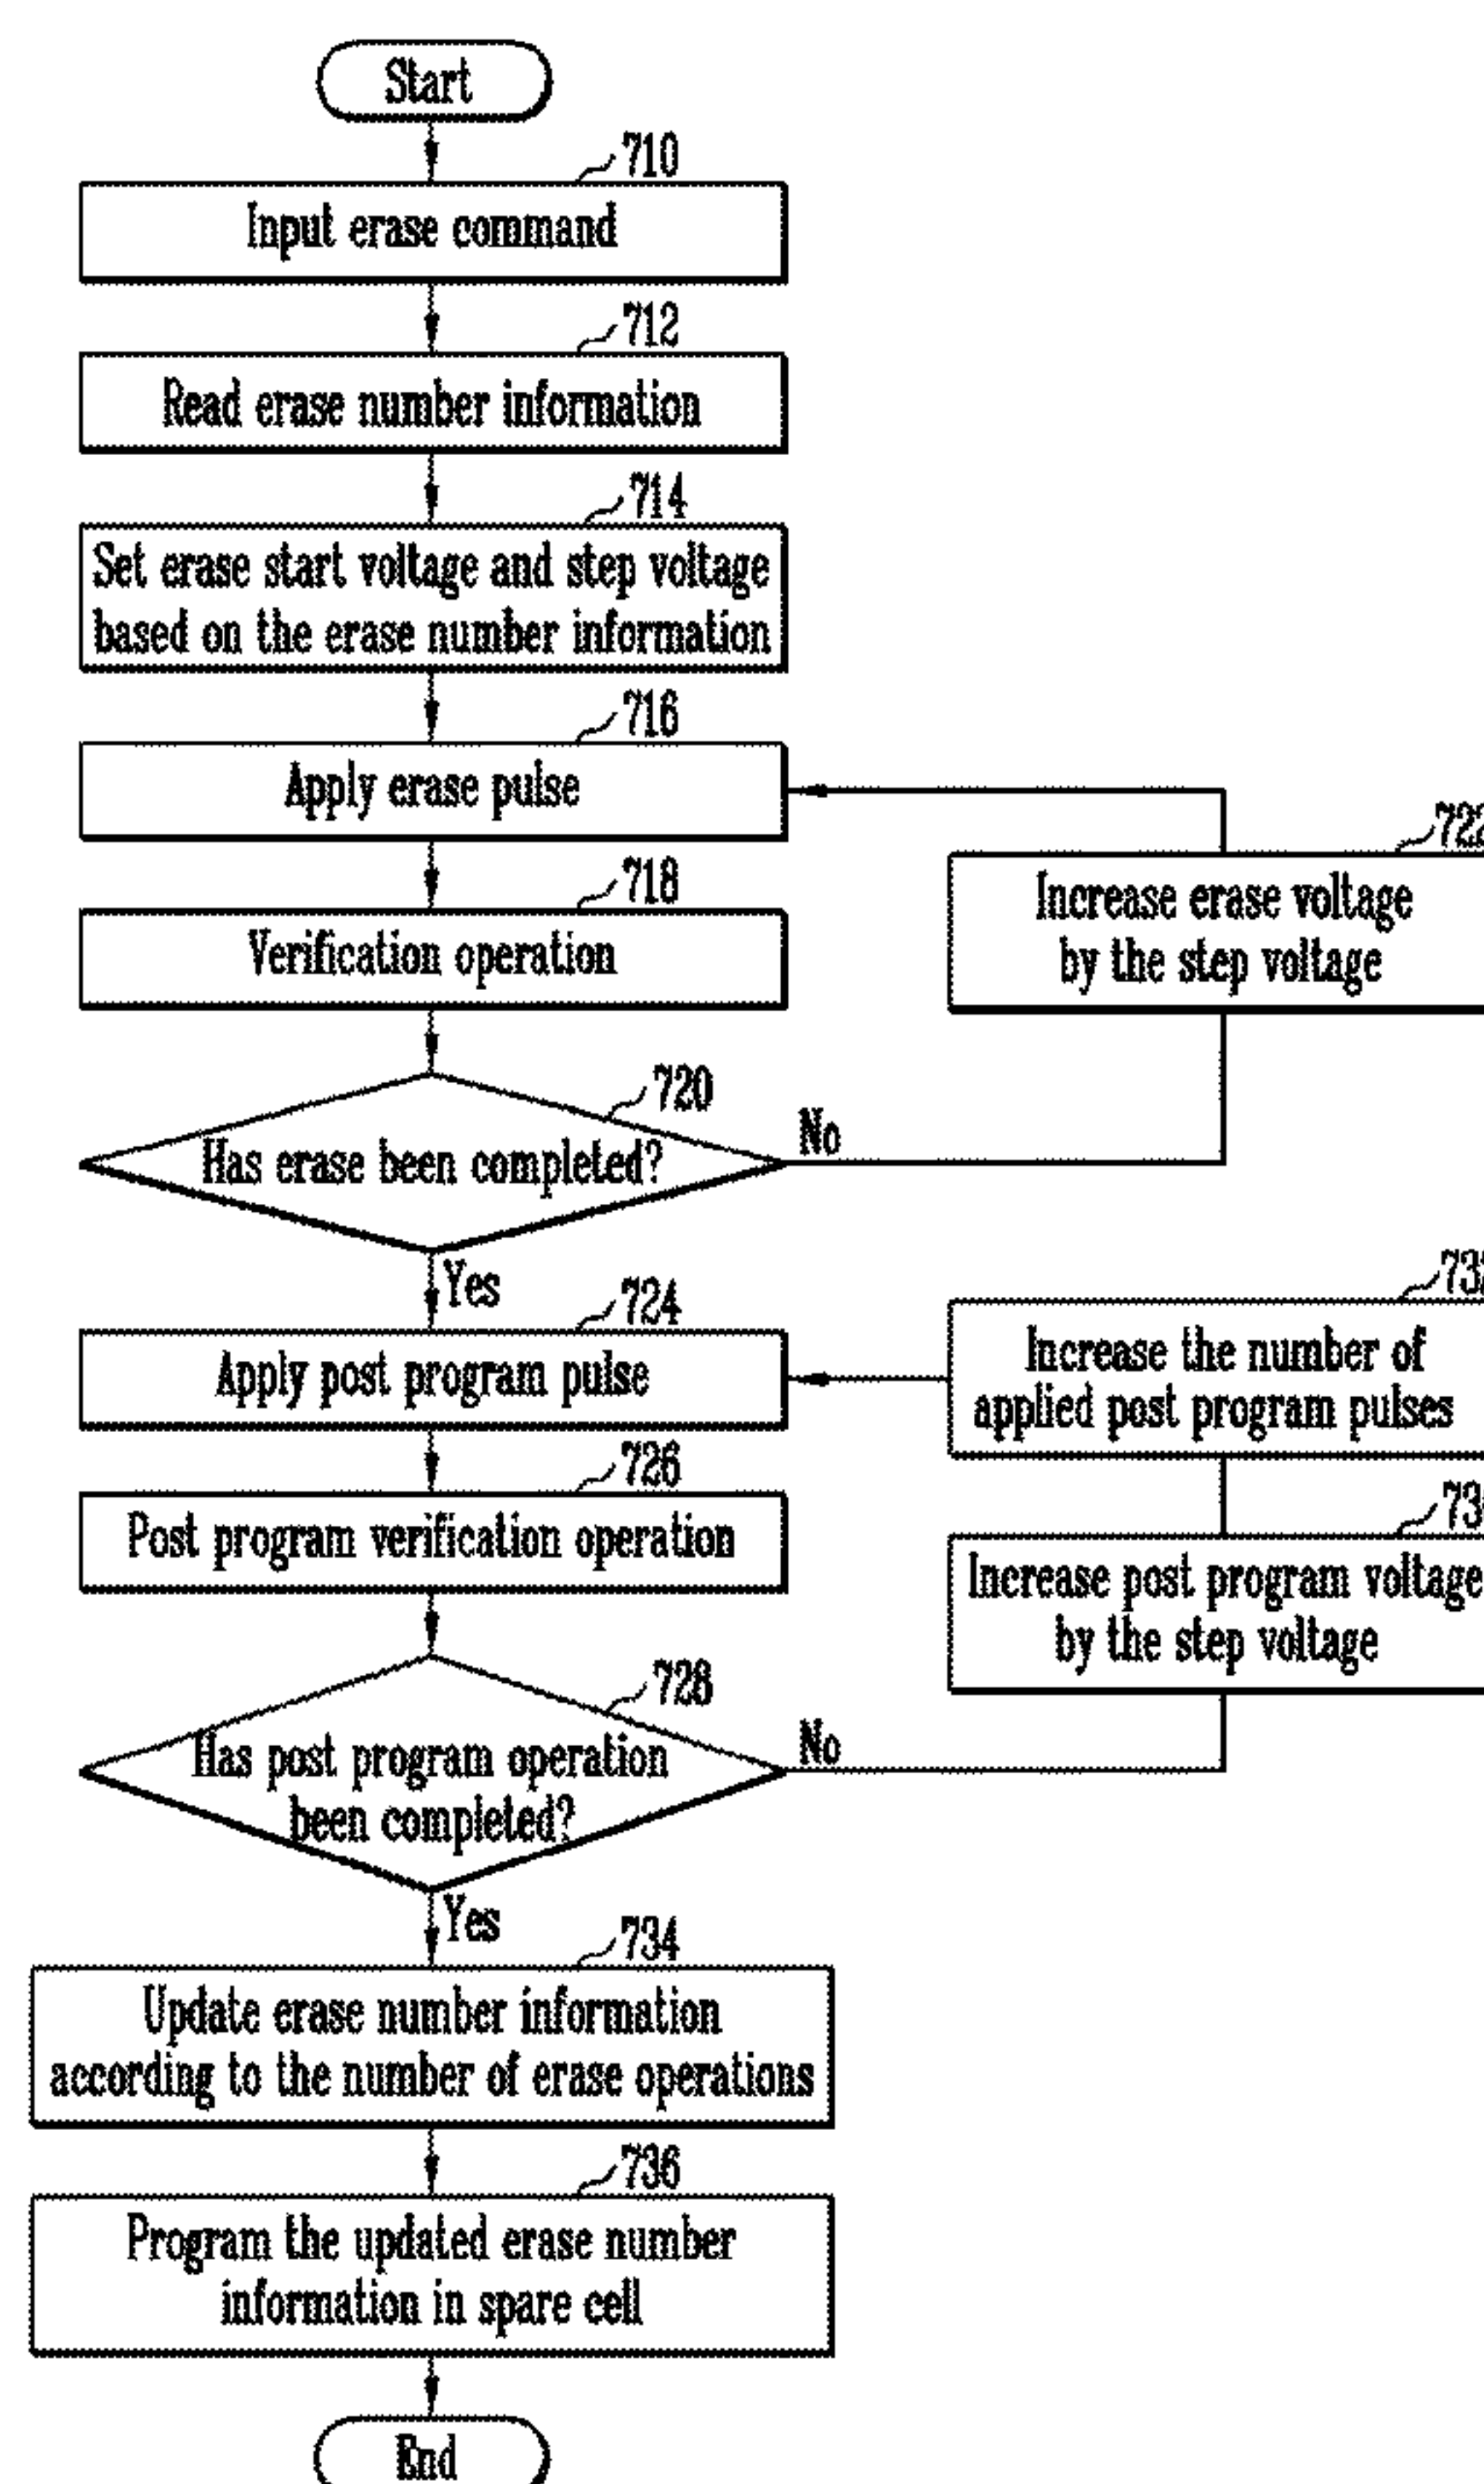 Start
710
Input erase command
712
Read erase number information
714
Set erase start voltage and step voltage
based on the erase number information
716
Apply erase pulse
722
Increase erase voltage
by the step voltage
718
Verification operation
720
Has erase been completed?
No
Yes
724
Apply post program pulse
Increase the number of
applied post program pulses
726
Post program verification operation
Increase post program voltage
by the step voltage
728
Has post program operation
been completed?
No
Yes
734
Update erase number information
according to the number of erase operations
736
Program the updated erase number
information in spare cell
End